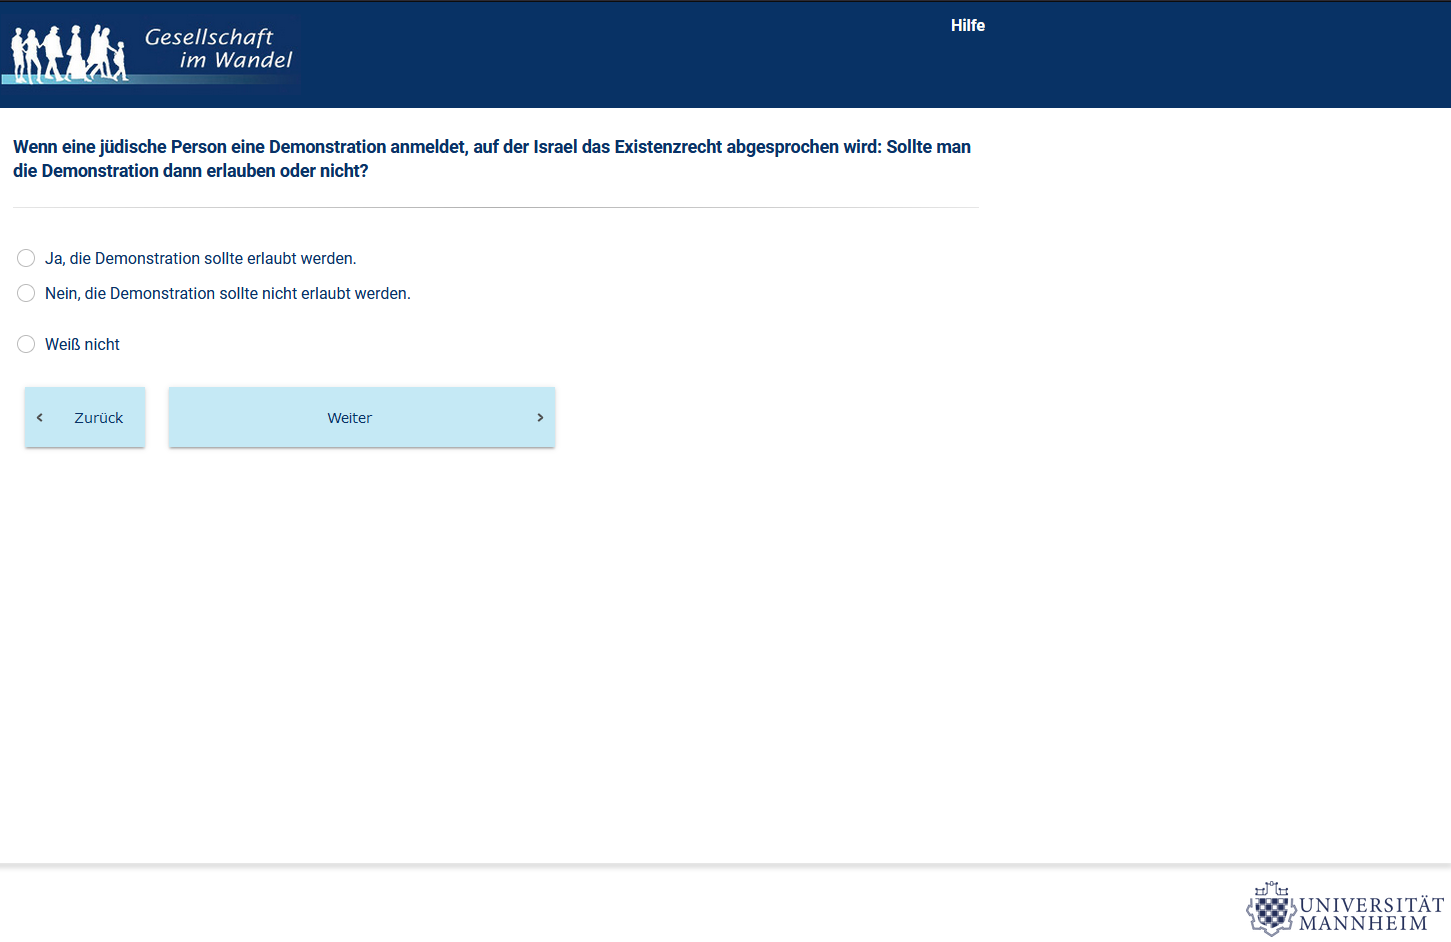 Gesellschaft
im Wandel
Hilfe
Wenn eine jüdische Person eine Demonstration anmeldet, auf der Israel das Existenzrecht abgesprochen wird: Sollte man
die Demonstration dann erlauben oder nicht?
Ja, die Demonstration sollte erlaubt werden.
Nein, die Demonstration sollte nicht erlaubt werden.
Weiß nicht
Zurück
Weiter
UNIVERSITÄT
MANNHEIM